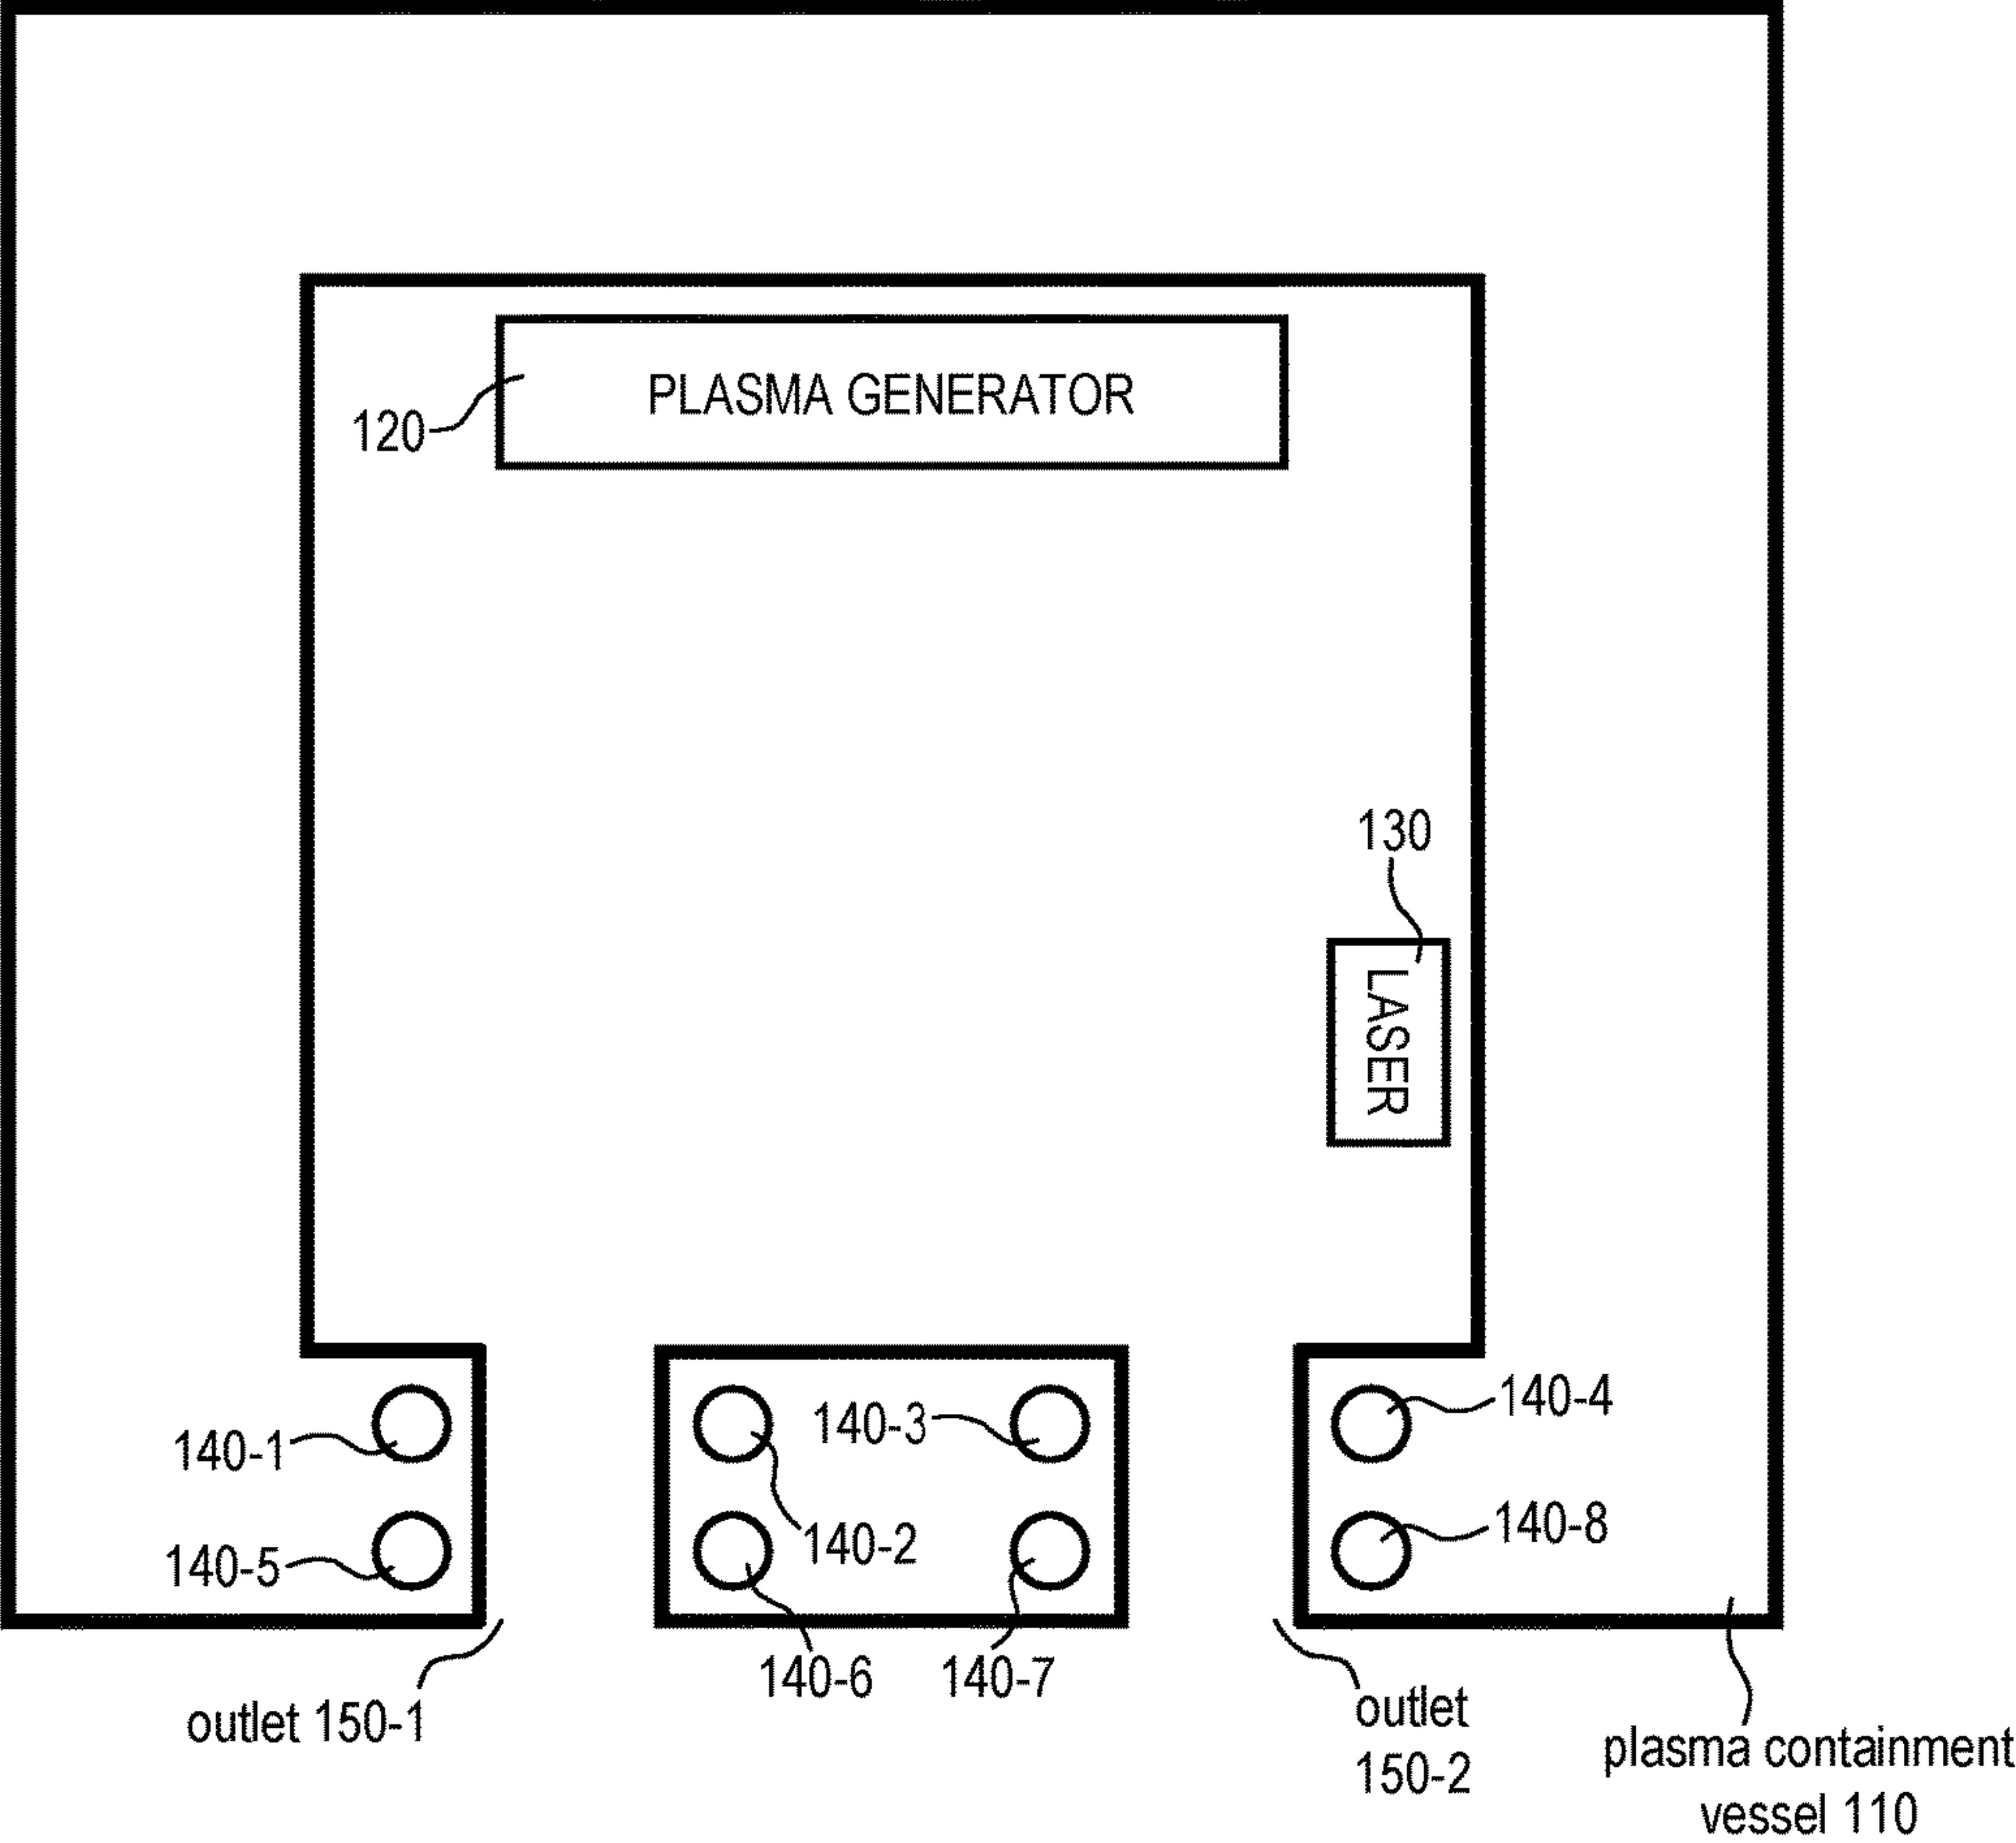 PLASMA GENERATOR
120
130
LASER
140-1
140-3
140-4
140-5
140-2
140-8
140-6
140-7
outlet 150-1
outlet
150-2
plasma containment
vessel 110